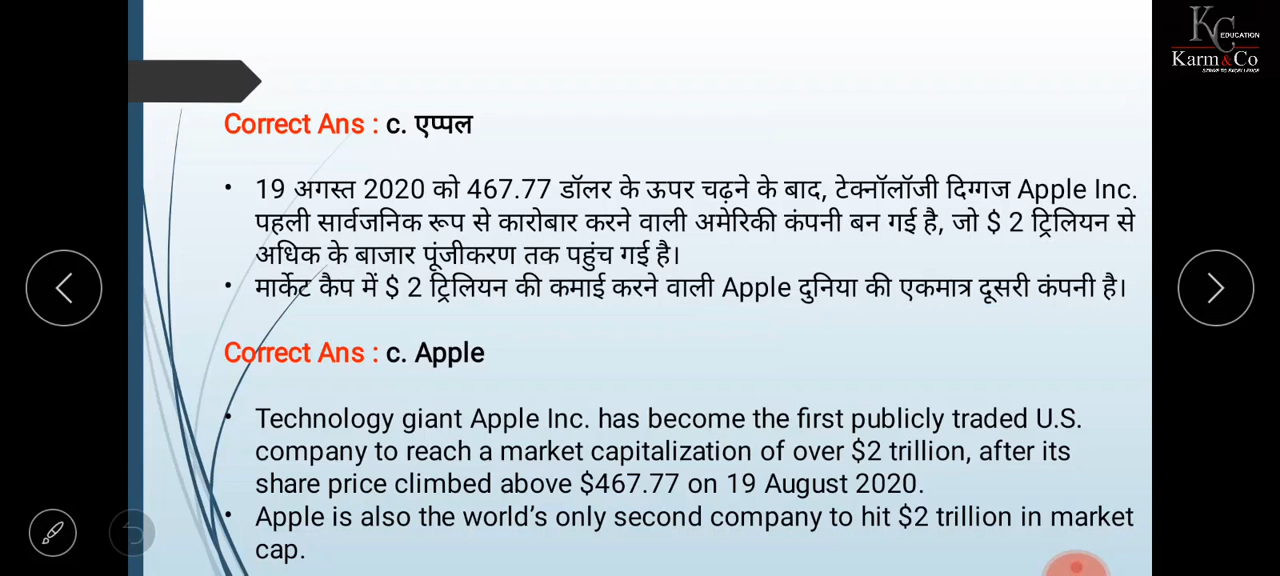 KC EDUCATION
Karm&Co
STRIVE TO EXCELLENCE
Correct Ans : c. एप्पल
• 19 अगस्त 2020 को 467.77 डॉलर के ऊपर चढ़ने के बाद, टेक्नॉलॉजी दिग्गज Apple Inc.
पहली सार्वजनिक रूप से कारोबार करने वाली अमेरिकी कंपनी बन गई है, जो $ 2 ट्रिलियन से
अधिक के बाजार पूंजीकरण तक पहुंच गई है।
• मार्केट कैप में $ 2 ट्रिलियन की कमाई करने वाली Apple दुनिया की एकमात्र दूसरी कंपनी है।
Correct Ans : c. Apple
• Technology giant Apple Inc. has become the first publicly traded U.S.
company to reach a market capitalization of over $2 trillion, after its
share price climbed above $467.77 on 19 August 2020.
• Apple is also the world’s only second company to hit $2 trillion in market
cap.